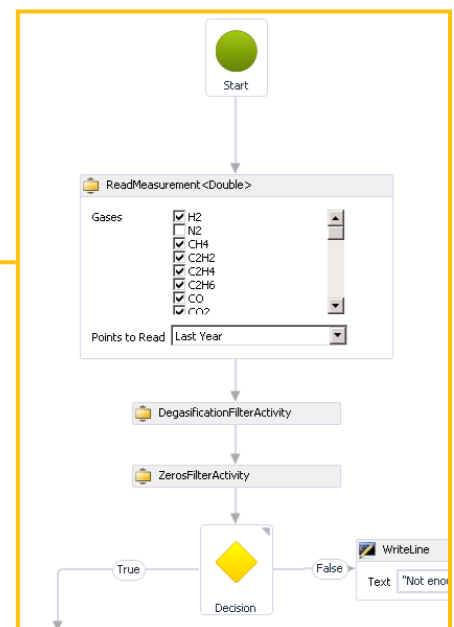 Start
ReadMeasurement<Double>
Gases
H2
N2
CH4
C2H2
C2H4
C2H6
CO
CO2
Points to Read Last Year
DegasificationFilterActivity
ZerosFilterActivity
True
False
Decision
WriteLine
Text "Not enou